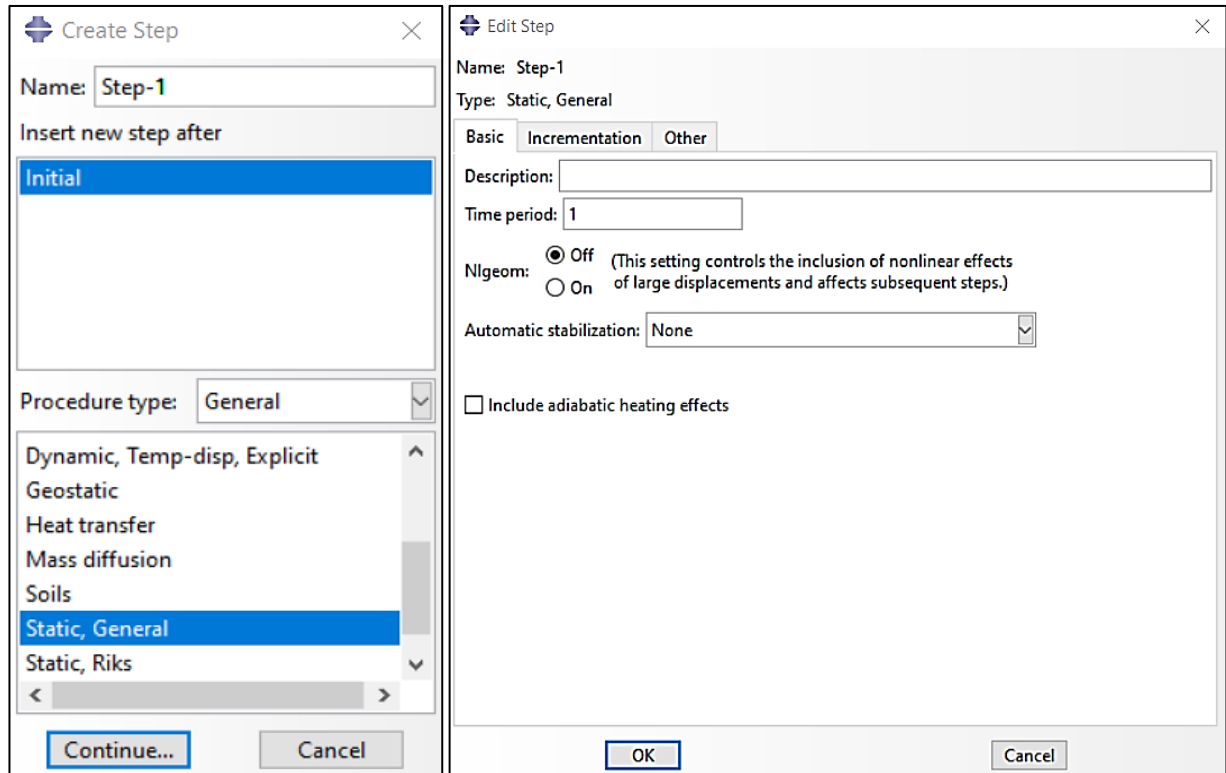 Create Step
Name: Step-1
Insert new step after
Initial
Procedure type: General
Dynamic, Temp-disp, Explicit
Geostatic
Heat transfer
Mass diffusion
Soils
Static, General
Static, Riks
Continue... Cancel
Edit Step
Name: Step-1
Type: Static, General
Basic Incrementation Other
Description:
Time period: 1
Nlgeom: Off (This setting controls the inclusion of nonlinear effects
On of large displacements and affects subsequent steps.)
Automatic stabilization: None
Include adiabatic heating effects
OK Cancel